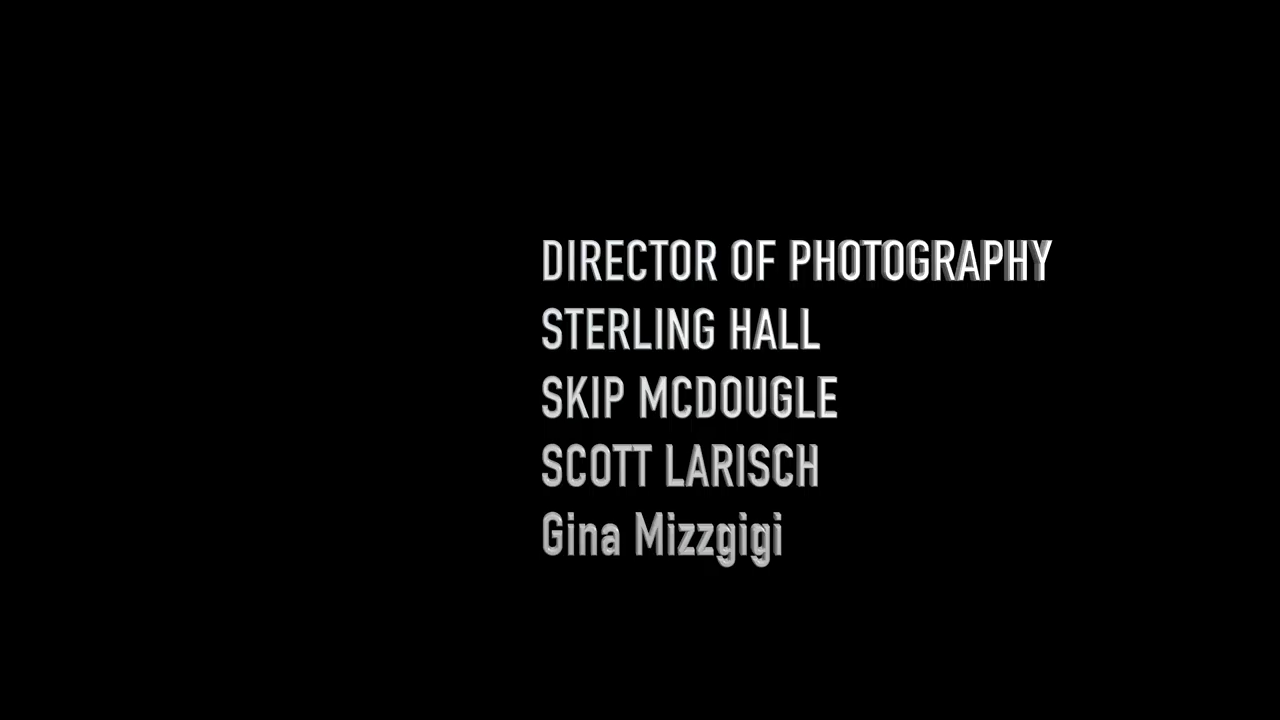 DIRECTOR OF PHOTOGRAPHY
STERLING HALL
SKIP MCDOUGLE
SCOTT LARISCH
Gina Mizzgigi